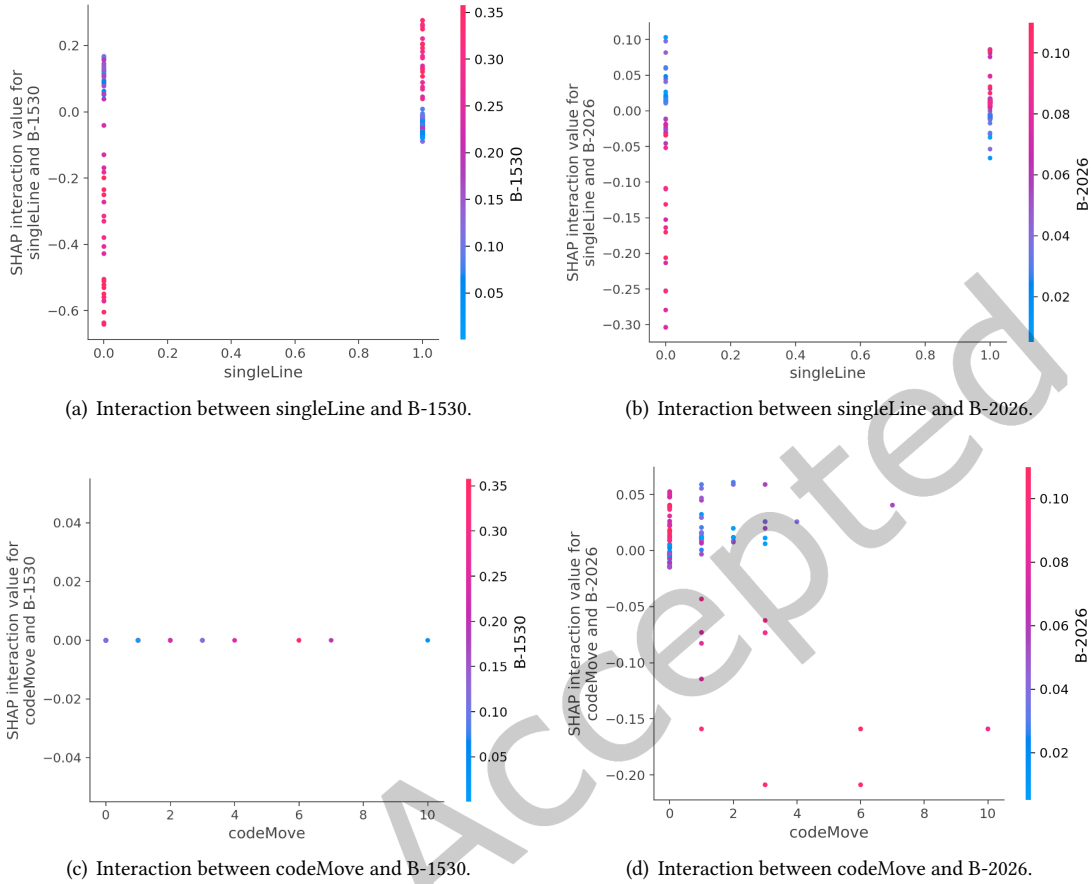 0.2
0.0
−0.2
−0.4
−0.6
SHAP interaction value for
singleLine and B-1530
0.0 0.2 0.4 0.6 0.8 1.0
singleLine
0.35
0.30
0.25
0.20
0.15
0.10
0.05
B-1530
(a) Interaction between singleLine and B-1530.
0.10
0.05
0.00
−0.05
−0.10
−0.15
−0.20
−0.25
−0.30
SHAP interaction value for
singleLine and B-2026
0.0 0.2 0.4 0.6 0.8 1.0
singleLine
0.10
0.08
0.06
0.04
0.02
B-2026
(b) Interaction between singleLine and B-2026.
0.04
0.02
0.00
−0.02
−0.04
SHAP interaction value for
codeMove and B-1530
0 2 4 6 8 10
codeMove
0.35
0.30
0.25
0.20
0.15
0.10
0.05
B-1530
(c) Interaction between codeMove and B-1530.
0.05
0.00
−0.05
−0.10
−0.15
−0.20
SHAP interaction value for
codeMove and B-2026
0 2 4 6 8 10
codeMove
0.10
0.08
0.06
0.04
0.02
B-2026
(d) Interaction between codeMove and B-2026.
Accepted